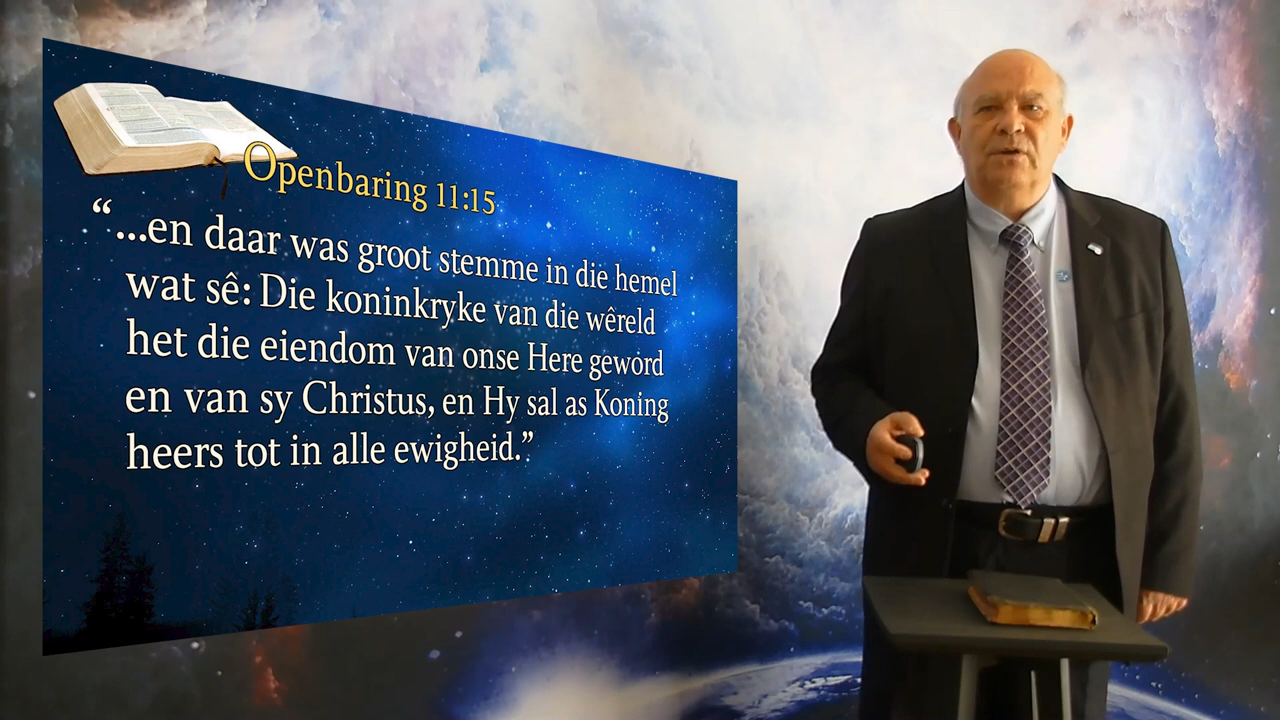 Openbaring 11:15
“...en daar was groot stemme in die hemel
wat sê: Die koninkryke van die wêreld
het die eiendom van onse Here geword
en van sy Christus, en Hy sal as Koning
heers tot in alle ewigheid.”